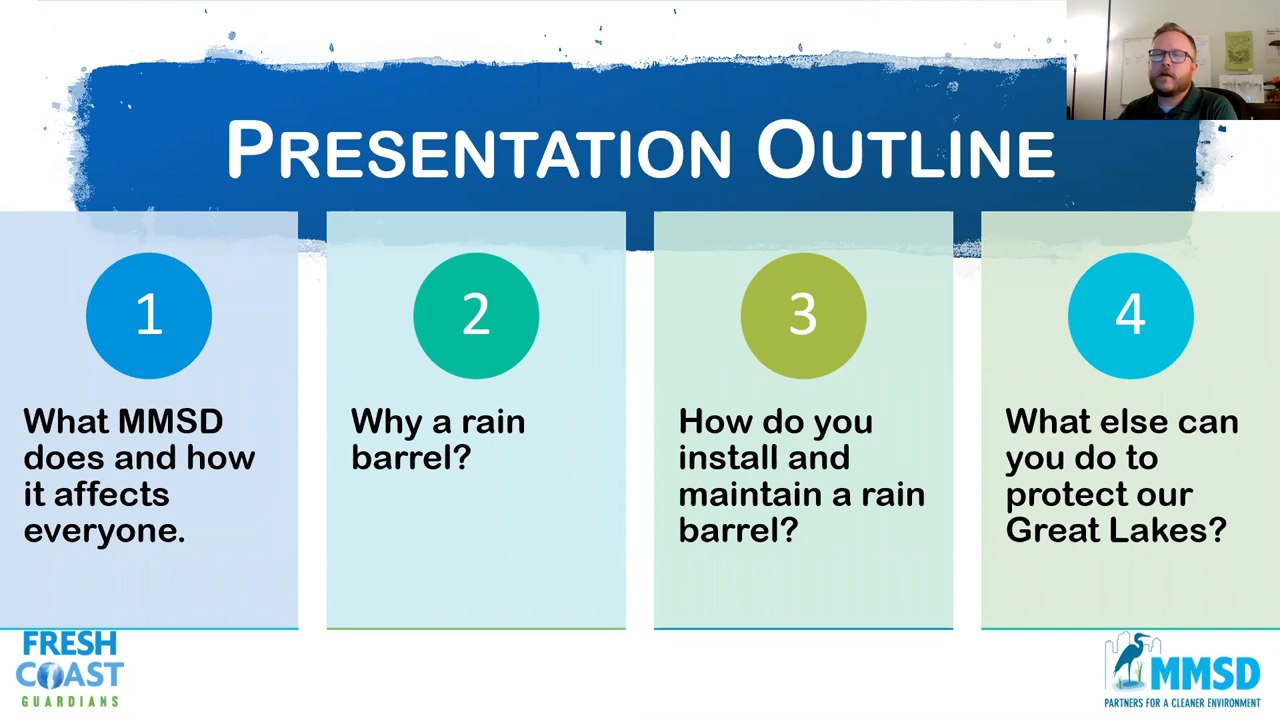 PRESENTATION OUTLINE
1
What MMSD
does and how
it affects
everyone.
2
Why a rain
barrel?
3
How do you
install and
maintain a rain
barrel?
4
What else can
you do to
protect our
Great Lakes?
FRESH
COAST
GUARDIANS
MMSD
PARTNERS FOR A CLEANER ENVIRONMENT